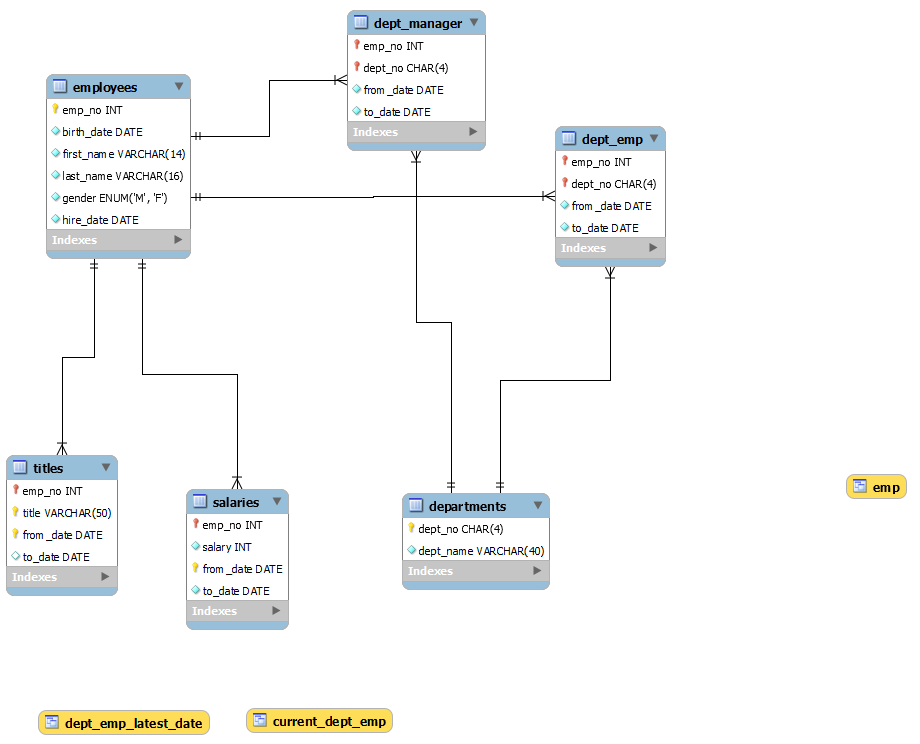 dept_manager
emp_no INT
dept_no CHAR(4)
from_date DATE
to_date DATE
Indexes
employees
emp_no INT
birth_date DATE
first_name VARCHAR(14)
last_name VARCHAR(16)
gender ENUM('M', 'F')
hire_date DATE
Indexes
dept_emp
emp_no INT
dept_no CHAR(4)
from_date DATE
to_date DATE
Indexes
titles
emp_no INT
title VARCHAR(50)
from_date DATE
to_date DATE
Indexes
salaries
emp_no INT
salary INT
from_date DATE
to_date DATE
Indexes
departments
dept_no CHAR(4)
dept_name VARCHAR(40)
Indexes
emp
dept_emp_latest_date
current_dept_emp